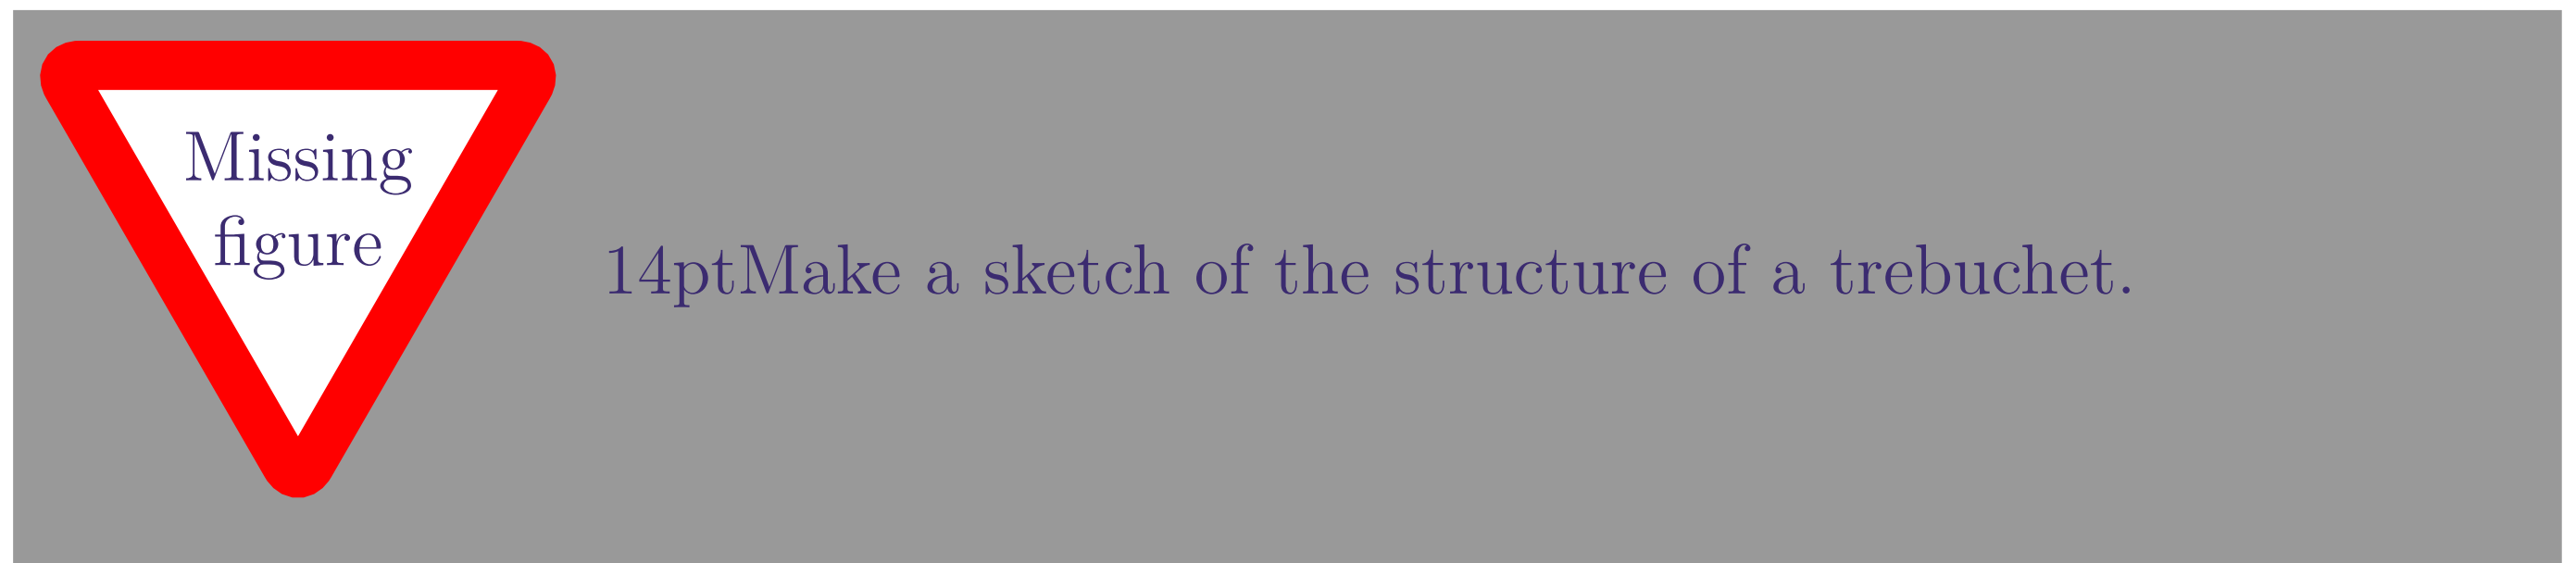 Missing
figure
14ptMake a sketch of the structure of a trebuchet.